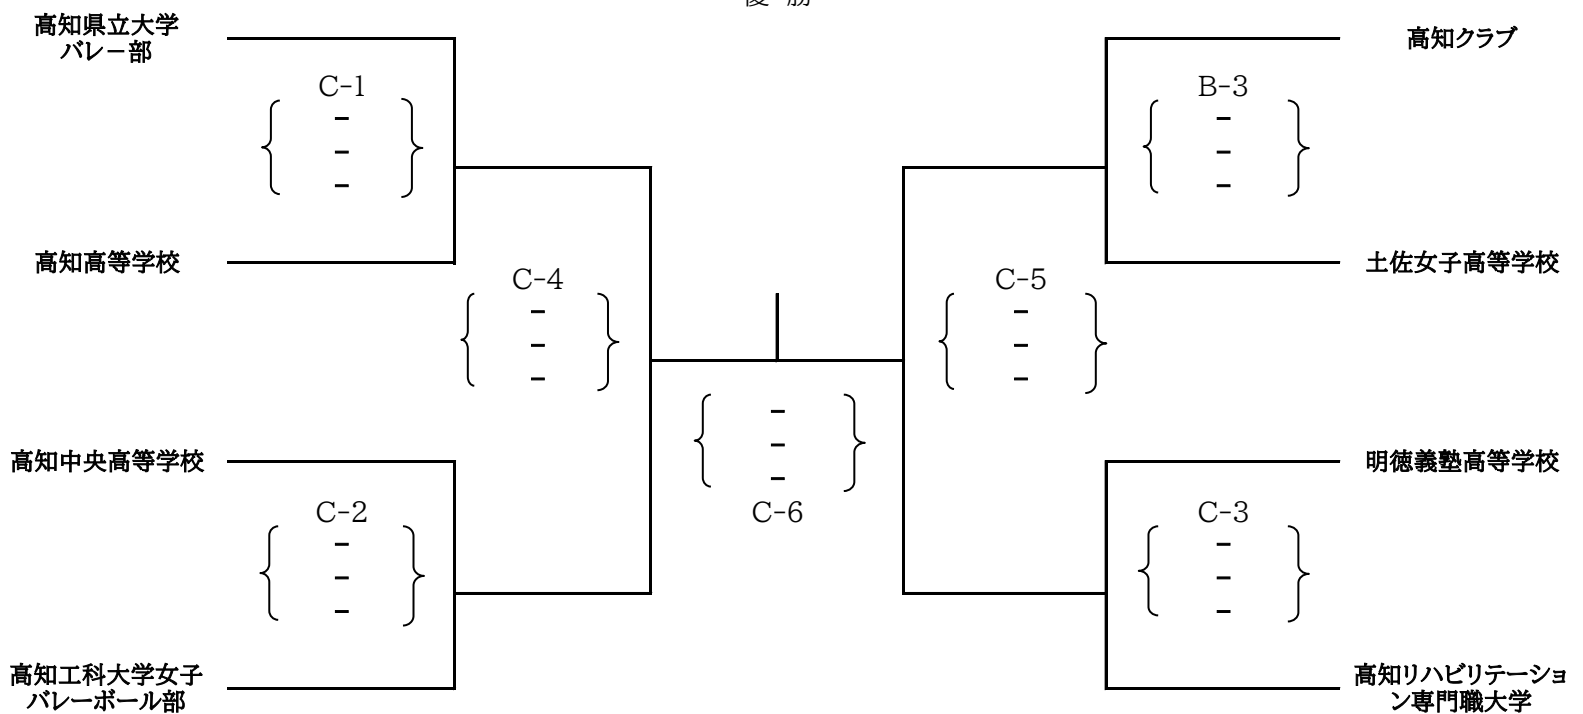 優 勝
高知県立大学
バレー部
高知クラブ
C-1
-
-
-
B-3
-
-
-
高知高等学校
土佐女子高等学校
C-4
-
-
-
C-5
-
-
-
高知中央高等学校
明徳義塾高等学校
-
-
-
C-6
C-2
-
-
-
C-3
-
-
-
高知工科大学女子
バレーボール部
高知リハビリテーショ
ン専門職大学